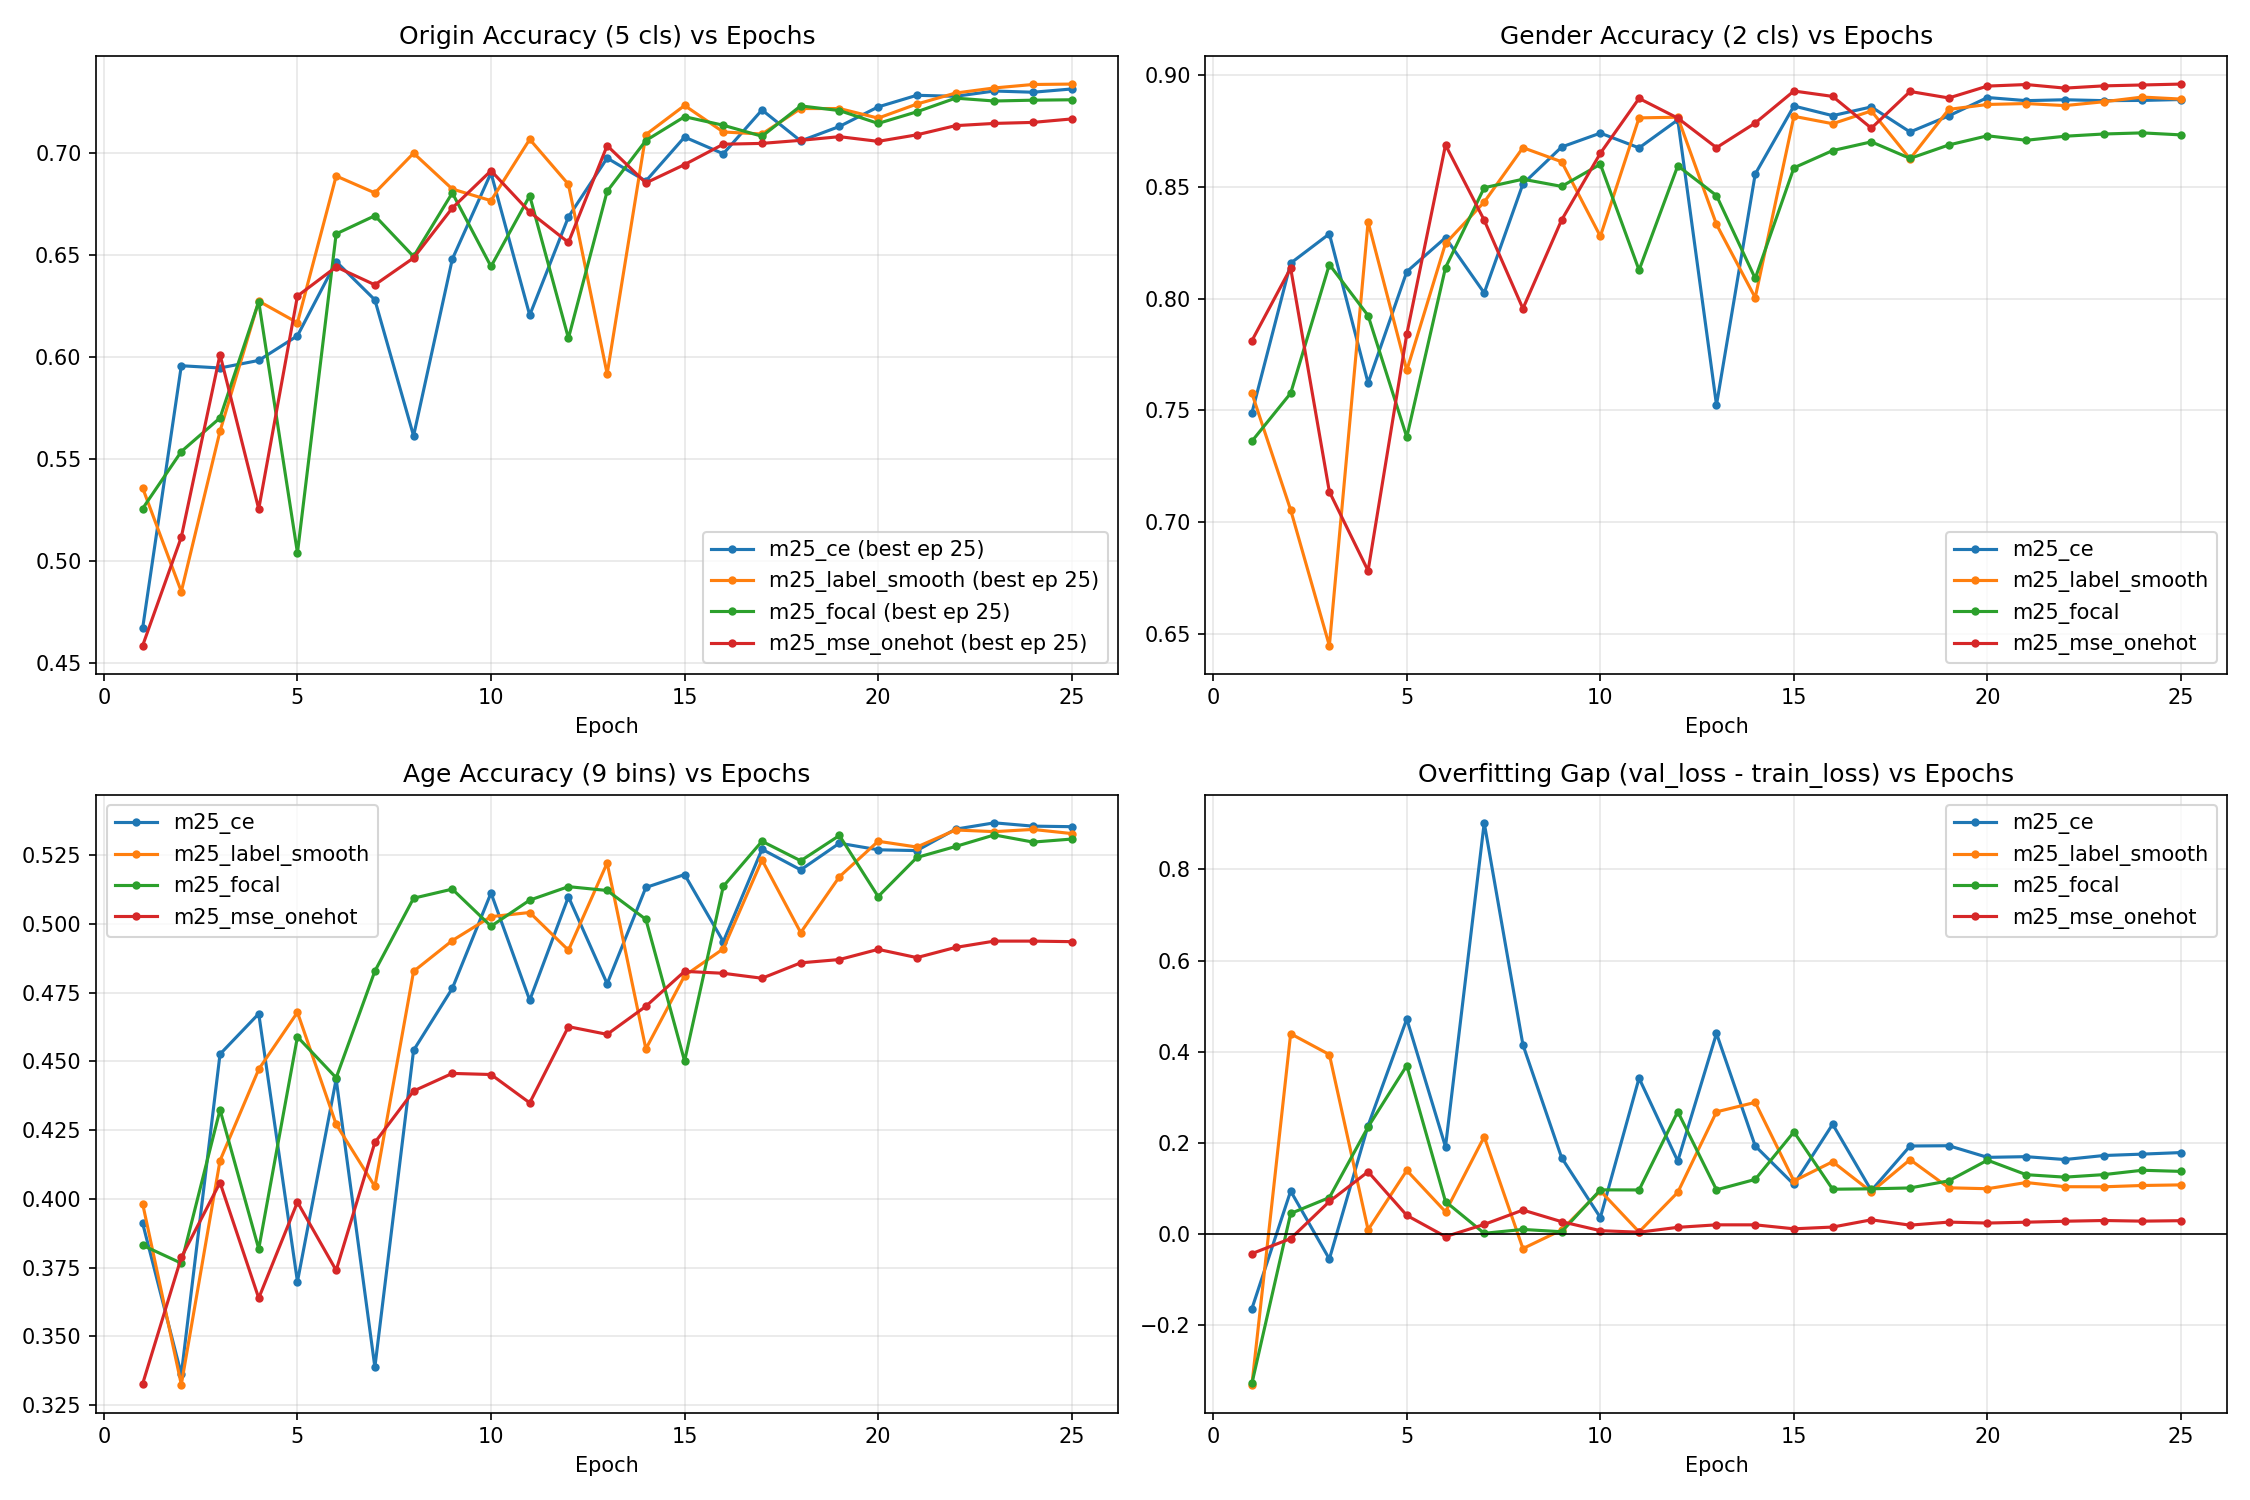 Origin Accuracy (5 cls) vs Epochs
0.70
0.65
0.60
0.55
0.50
0.45
m25_ce (best ep 25)
m25_label_smooth (best ep 25)
m25_focal (best ep 25)
m25_mse_onehot (best ep 25)
0 5 10 15 20 25
Epoch
Gender Accuracy (2 cls) vs Epochs
0.90
0.85
0.80
0.75
0.70
0.65
m25_ce
m25_label_smooth
m25_focal
m25_mse_onehot
0 5 10 15 20 25
Epoch
Age Accuracy (9 bins) vs Epochs
m25_ce
m25_label_smooth
m25_focal
m25_mse_onehot
0.525
0.500
0.475
0.450
0.425
0.400
0.375
0.350
0.325
0 5 10 15 20 25
Epoch
Overfitting Gap (val_loss - train_loss) vs Epochs
m25_ce
m25_label_smooth
m25_focal
m25_mse_onehot
0.8
0.6
0.4
0.2
0.0
−0.2
0 5 10 15 20 25
Epoch